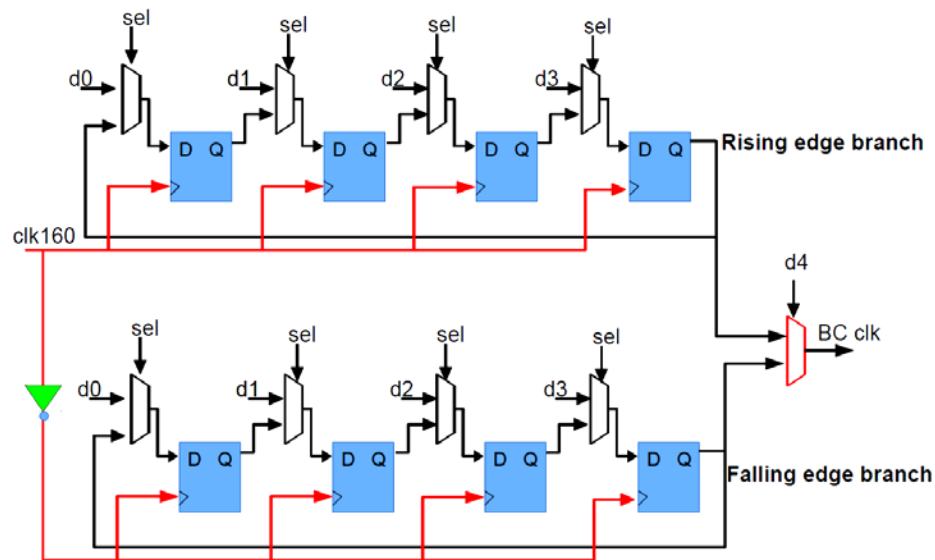 sel sel sel sel
d0 d1 d2 d3
D Q D Q D Q D Q
Rising edge branch
clk160
d4
BC clk
sel sel sel sel
d0 d1 d2 d3
D Q D Q D Q D Q
Falling edge branch